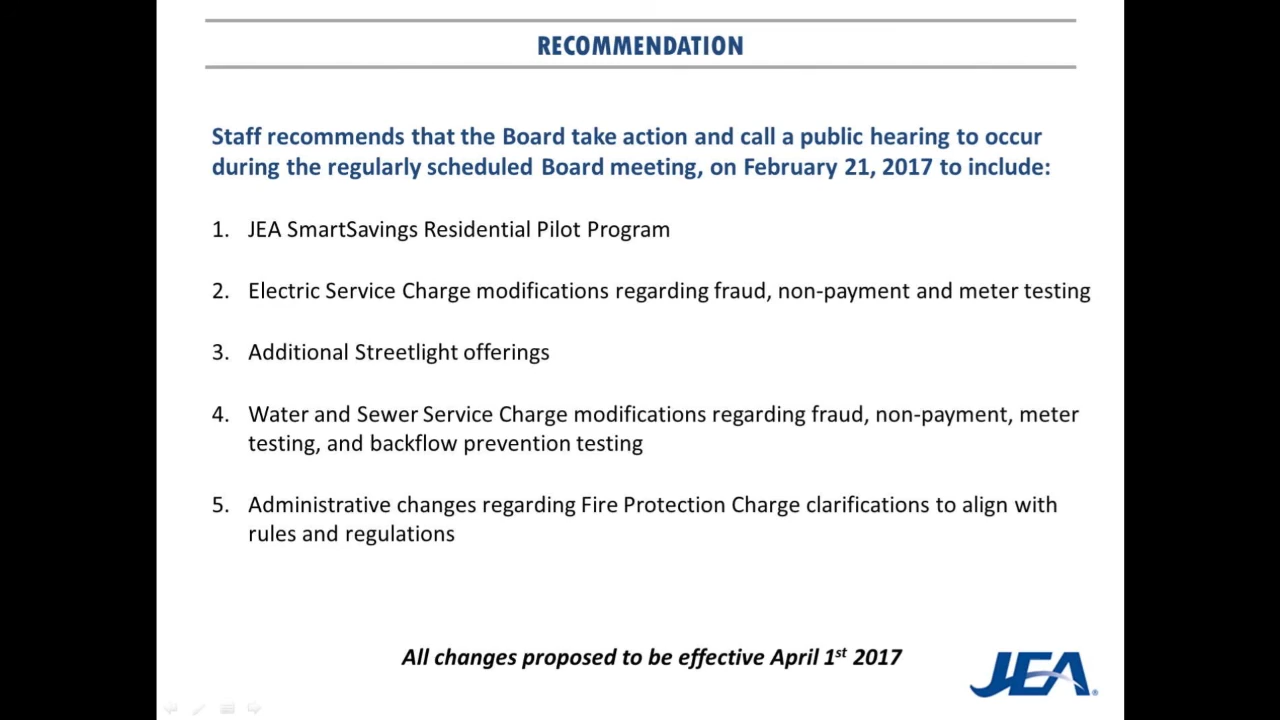 RECOMMENDATION
Staff recommends that the Board take action and call a public hearing to occur
during the regularly scheduled Board meeting, on February 21, 2017 to include:
1. JEA SmartSavings Residential Pilot Program
2. Electric Service Charge modifications regarding fraud, non-payment and meter testing
3. Additional Streetlight offerings
4. Water and Sewer Service Charge modifications regarding fraud, non-payment, meter
testing, and backflow prevention testing
5. Administrative changes regarding Fire Protection Charge clarifications to align with
rules and regulations
All changes proposed to be effective April 1st 2017
JEA®